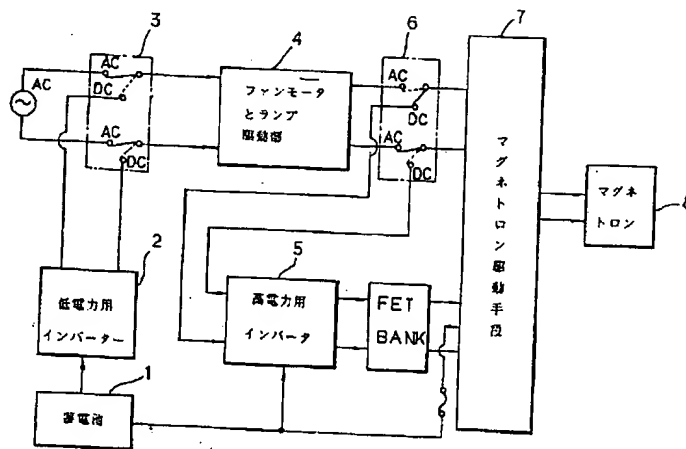 3
4
6
7
AC
AC
DC
AC
DC
ファンモータ
とランプ
駆動部
AC
DC
AC
DC
マグネトロン駆動手段
マグネ
トロン
2
低電力用
インバーター
5
高電力用
インバータ
FET
BANK
1
蓄電池